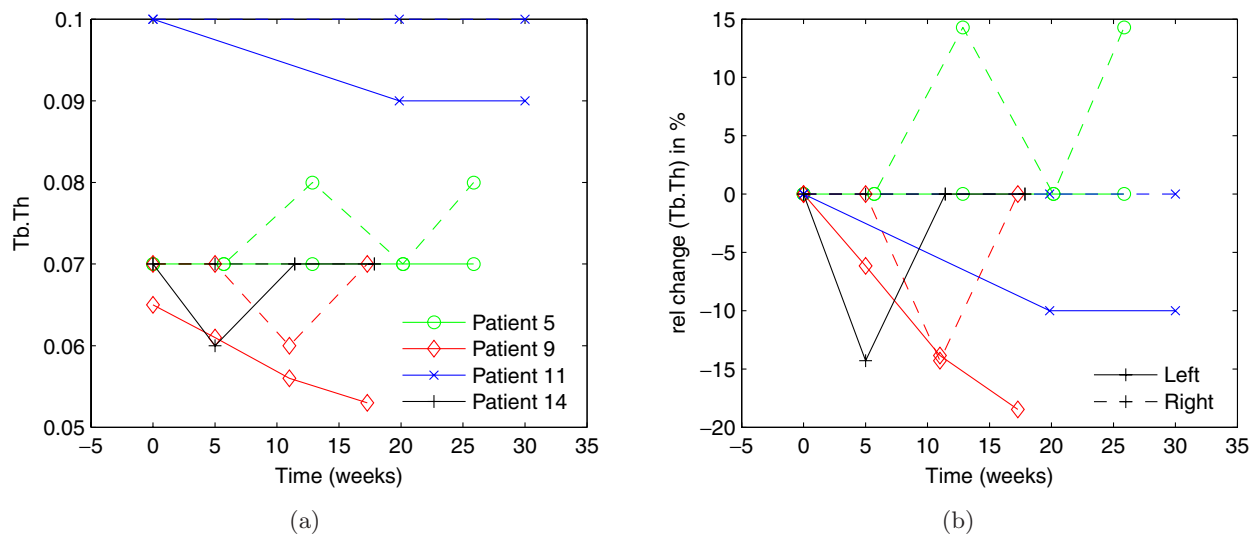 0.1
0.09
0.08
0.07
0.06
0.05
Tb.Th
−5 0 5 10 15 20 25 30 35
Time (weeks)
Patient 5
Patient 9
Patient 11
Patient 14
(a)
15
10
5
0
−5
−10
−15
−20
rel change (Tb.Th) in %
−5 0 5 10 15 20 25 30 35
Time (weeks)
Left
Right
(b)